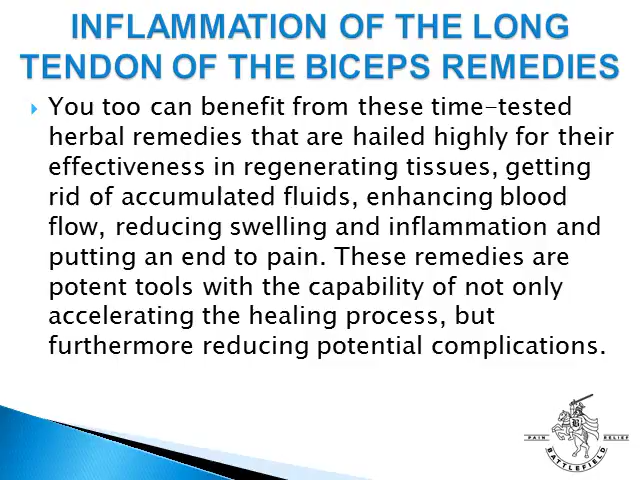 INFLAMMATION OF THE LONG
TENDON OF THE BICEPS REMEDIES
You too can benefit from these time-tested
herbal remedies that are hailed highly for their
effectiveness in regenerating tissues, getting
rid of accumulated fluids, enhancing blood
flow, reducing swelling and inflammation and
putting an end to pain. These remedies are
potent tools with the capability of not only
accelerating the healing process, but
furthermore reducing potential complications.
B
PAIN RELIEF
BATTLEFIELD